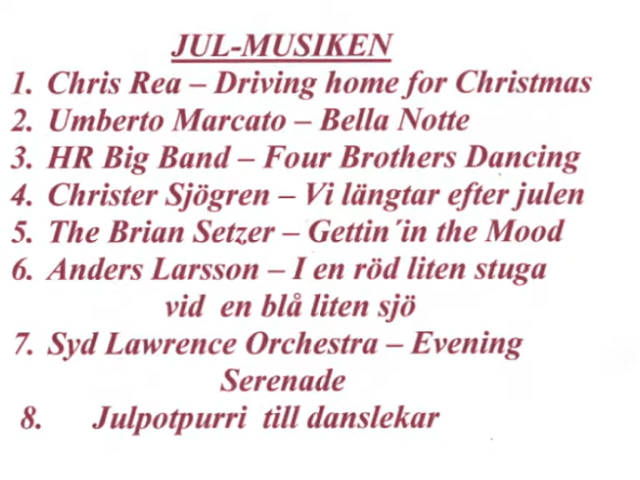 JUL-MUSIKEN
1. Chris Rea – Driving home for Christmas
2. Umberto Marcato – Bella Notte
3. HR Big Band – Four Brothers Dancing
4. Christer Sjögren – Vi längtar efter julen
5. The Brian Setzer – Gettin´in the Mood
6. Anders Larsson – I en röd liten stuga
vid en blå liten sjö
7. Syd Lawrence Orchestra – Evening
Serenade
8. Julpotpurri till danslekar